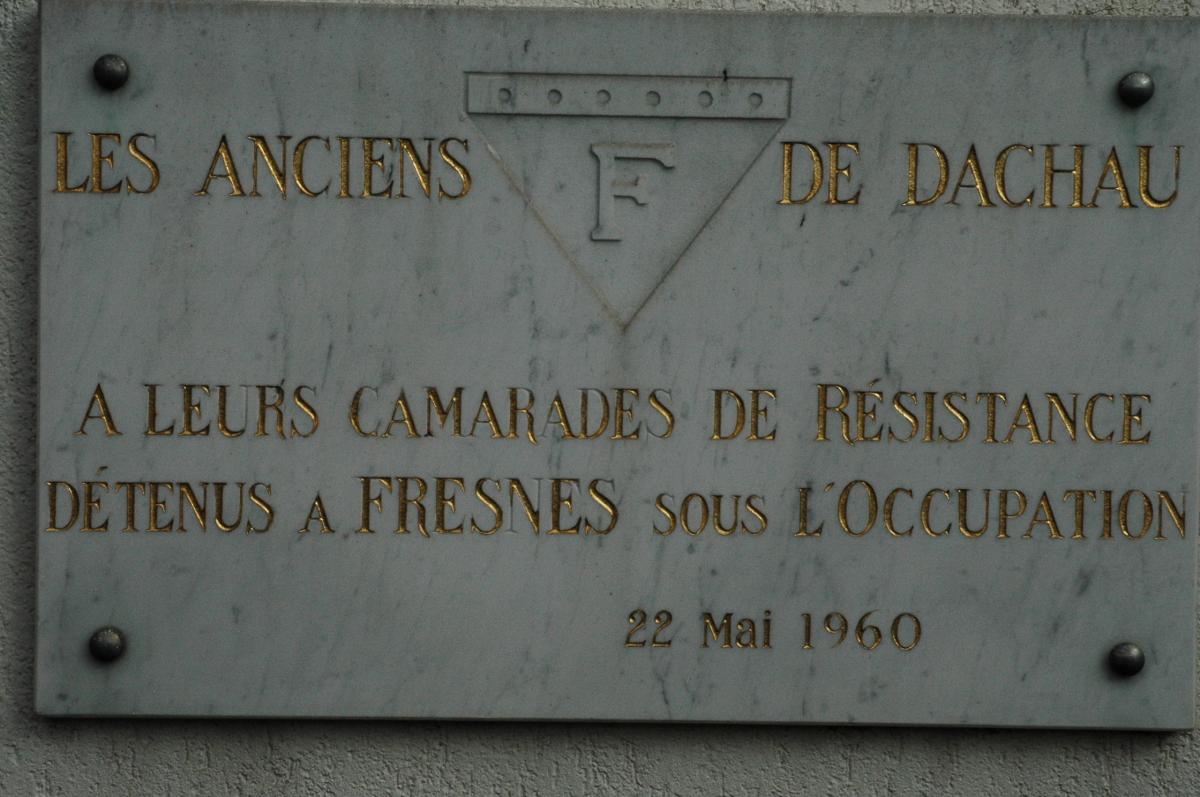 LES ANCIENS F DE DACHAU
A LEURS CAMARADES DE RÉSISTANCE
DÉTENUS A FRESNES SOUS L'OCCUPATION
22 Mai 1960